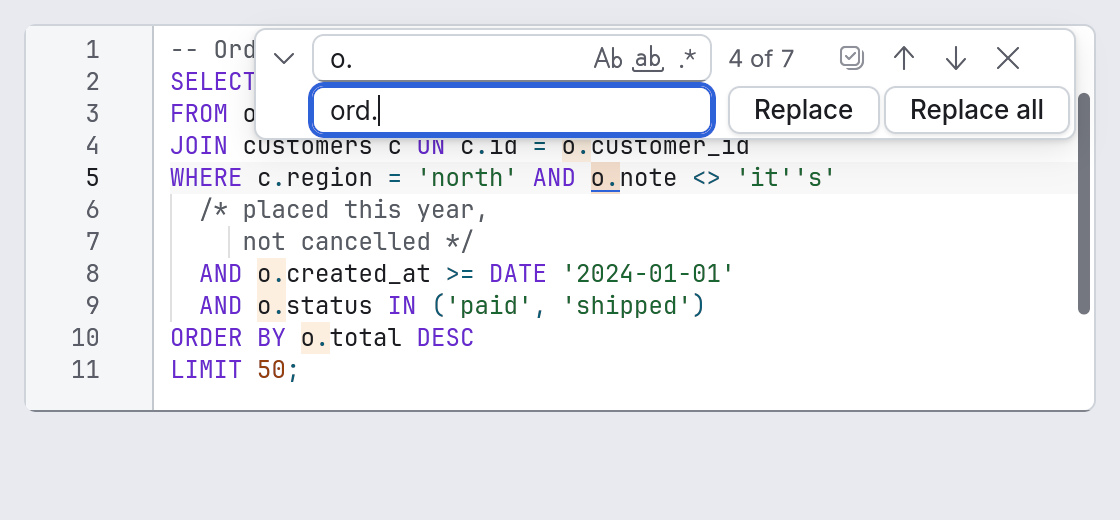 1 -- Ord
2 SELECT
3 FROM o
o. Ab ab .* 4 of 7
ord. Replace Replace all
4 JOIN customers c ON c.id = o.customer_id
5 WHERE c.region = 'north' AND o.note <> 'it''s'
6 /* placed this year,
7 not cancelled */
8 AND o.created_at >= DATE '2024-01-01'
9 AND o.status IN ('paid', 'shipped')
10 ORDER BY o.total DESC
11 LIMIT 50;